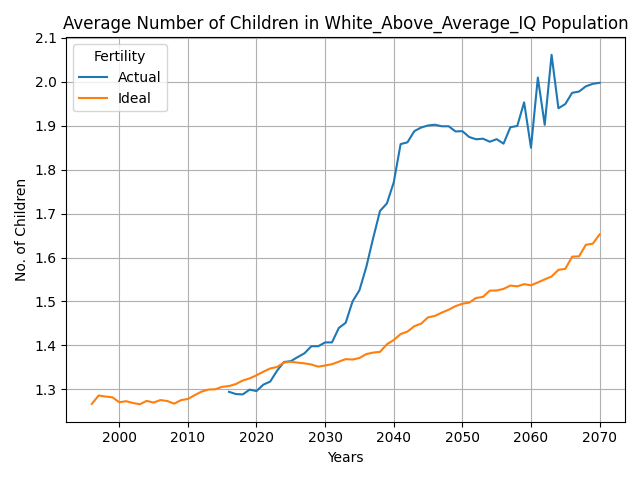 Average Number of Children in White_Above_Average_IQ Population
Fertility
Actual
Ideal
No. of Children
2.1
2.0
1.9
1.8
1.7
1.6
1.5
1.4
1.3
2000 2010 2020 2030 2040 2050 2060 2070
Years